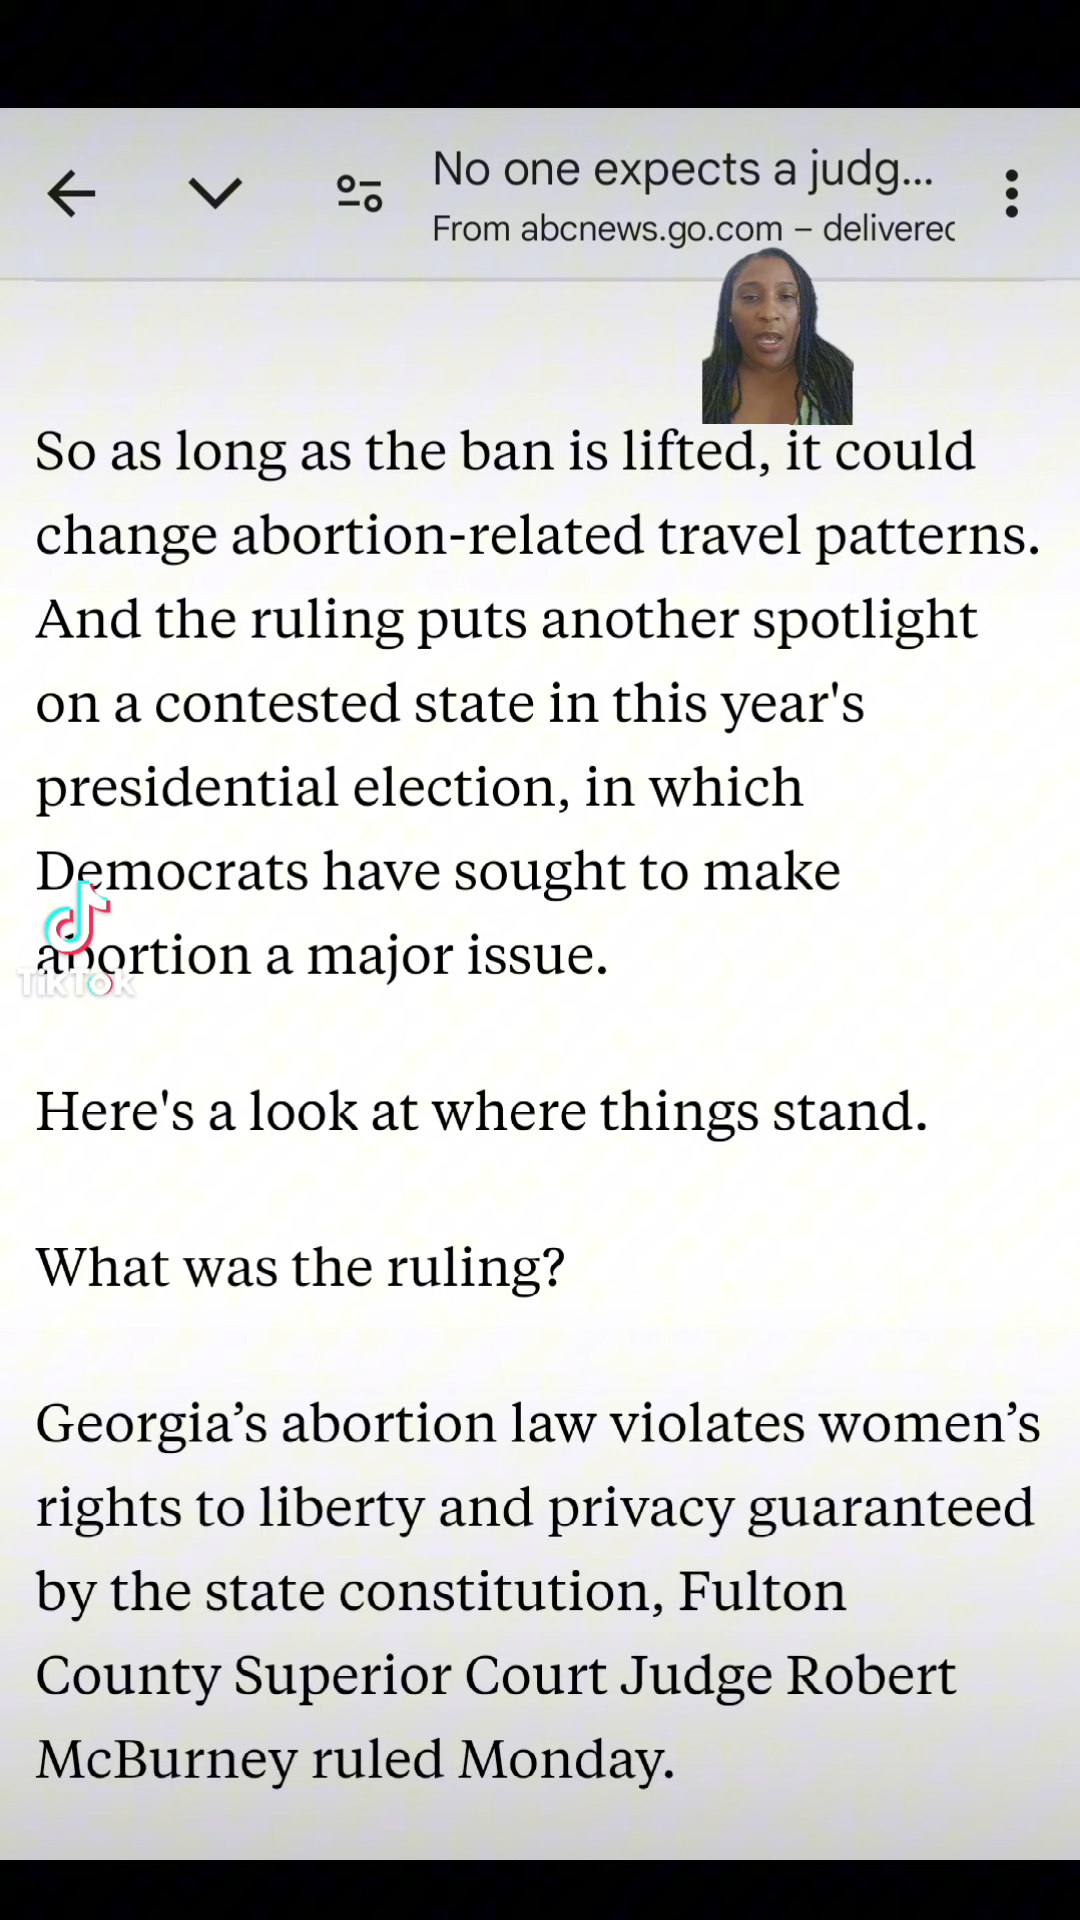 No one expects a judg...
From abcnews.go.com – delivered
So as long as the ban is lifted, it could
change abortion-related travel patterns.
And the ruling puts another spotlight
on a contested state in this year's
presidential election, in which
Democrats have sought to make
abortion a major issue.
TikTok
Here's a look at where things stand.
What was the ruling?
Georgia’s abortion law violates women’s
rights to liberty and privacy guaranteed
by the state constitution, Fulton
County Superior Court Judge Robert
McBurney ruled Monday.